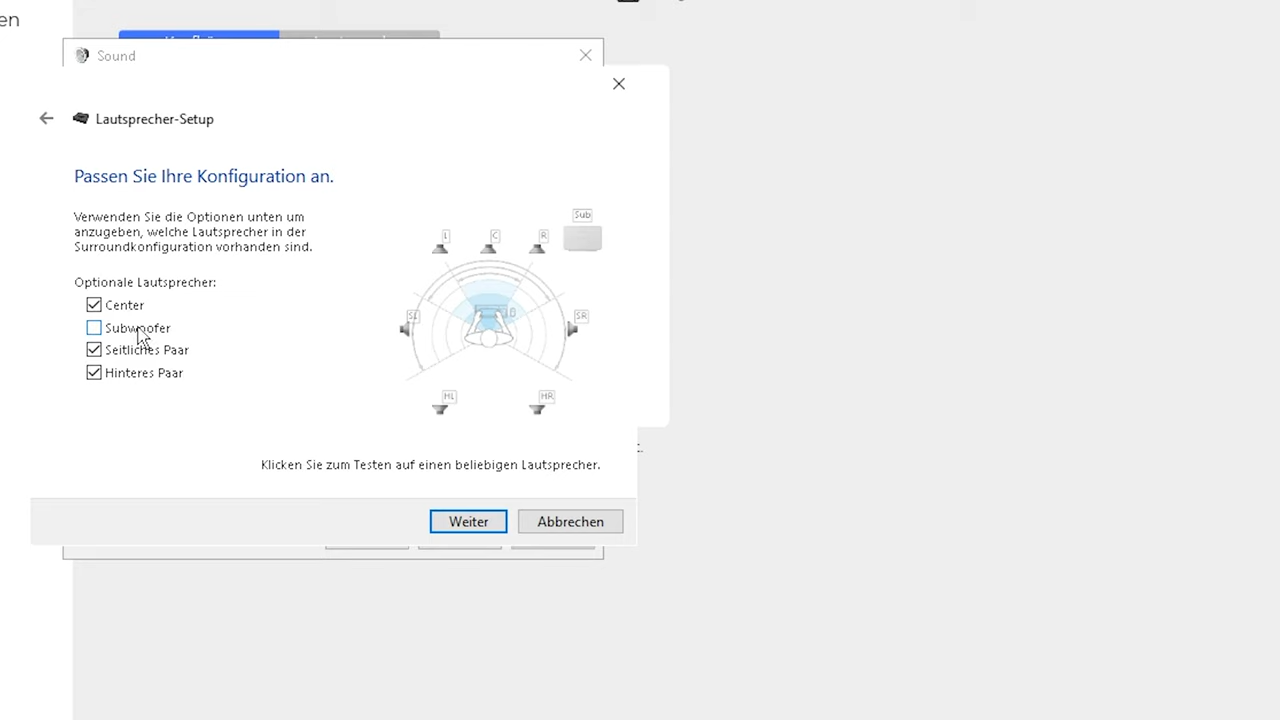 en
Sound
Lautsprecher-Setup
Passen Sie Ihre Konfiguration an.
Verwenden Sie die Optionen unten um
anzugeben, welche Lautsprecher in der
Surroundkonfiguration vorhanden sind.
Optionale Lautsprecher:
Center
Subwoofer
Seitliches Paar
Hinteres Paar
Sub
L
C
R
SL
SR
HL
HR
Klicken Sie zum Testen auf einen beliebigen Lautsprecher.
Weiter
Abbrechen